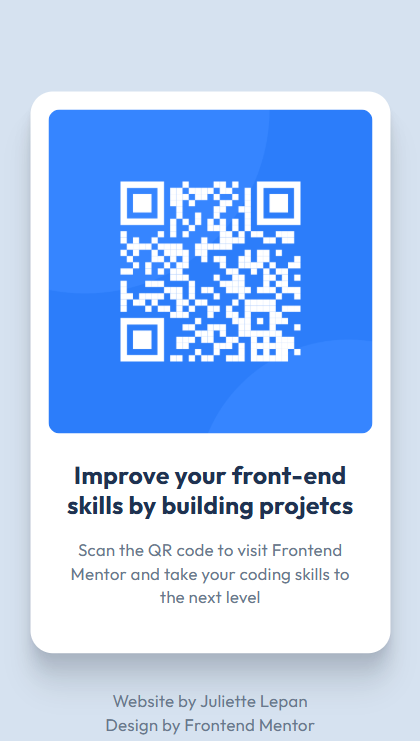 Improve your front-end
skills by building projetcs
Scan the QR code to visit Frontend
Mentor and take your coding skills to
the next level
Website by Juliette Lepan
Design by Frontend Mentor